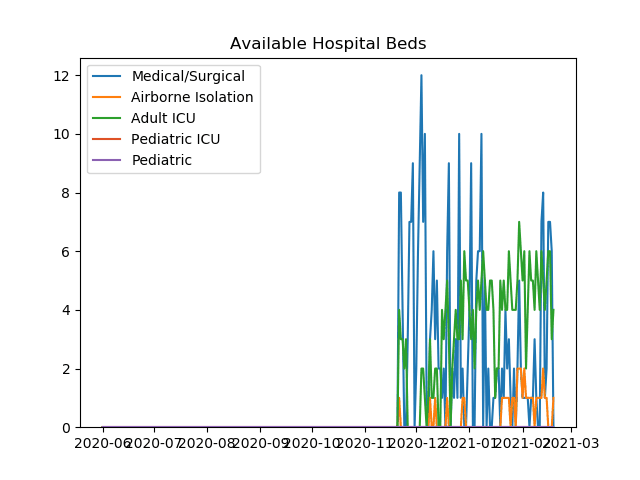 Available Hospital Beds
12
10
8
6
4
2
0
Medical/Surgical
Airborne Isolation
Adult ICU
Pediatric ICU
Pediatric
2020-06 2020-07 2020-08 2020-09 2020-10 2020-11 2020-12 2021-01 2021-02 2021-03